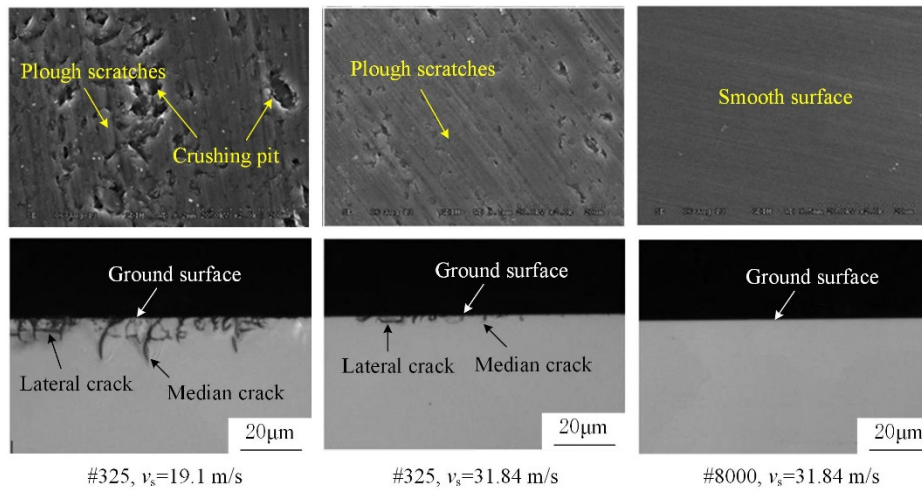 Plough scratches
Crushing pit
Plough scratches
Smooth surface
Ground surface
Lateral crack
Median crack
20μm
Ground surface
Lateral crack
Median crack
20μm
Ground surface
20μm
#325, vs=19.1 m/s
#325, vs=31.84 m/s
#8000, vs=31.84 m/s